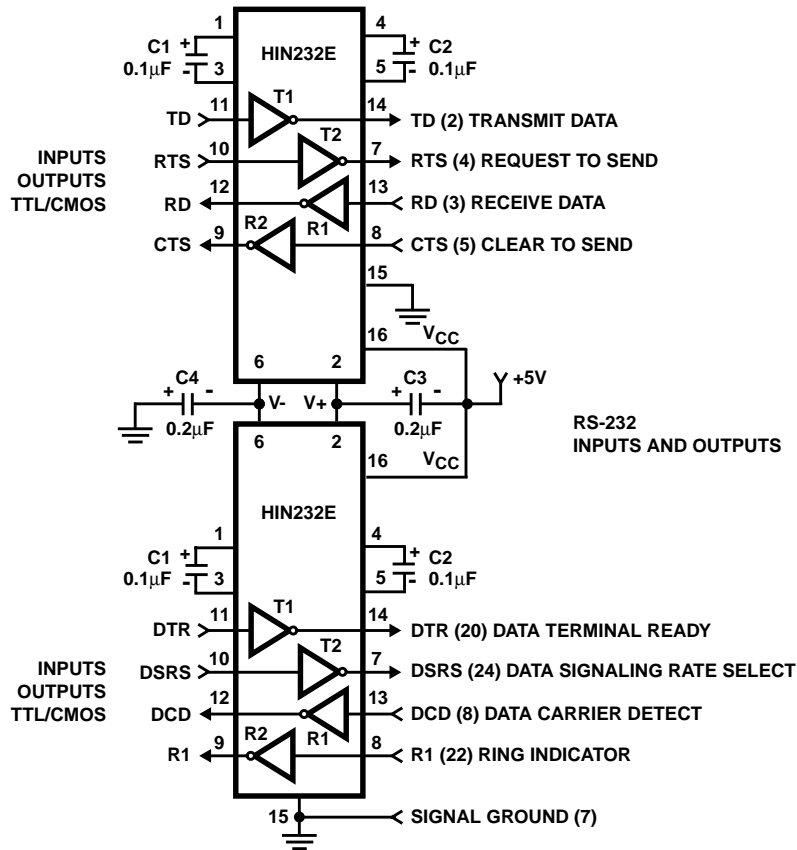 1
4
C1
+
HIN232E
+
C2
0.1µF
-
3
5
-
0.1µF
T1
11
14
TD
TD (2) TRANSMIT DATA
T2
10
7
RTS
RTS (4) REQUEST TO SEND
INPUTS
OUTPUTS
TTL/CMOS
12
13
RD
RD (3) RECEIVE DATA
R2
R1
9
8
CTS
CTS (5) CLEAR TO SEND
15
16
VCC
6
2
C4
+
-
V-
V+
C3
+
-
+5V
0.2µF
0.2µF
RS-232
INPUTS AND OUTPUTS
6
2
16
VCC
HIN232E
1
4
C1
+
+
C2
0.1µF
-
3
5
-
0.1µF
T1
11
14
DTR
DTR (20) DATA TERMINAL READY
T2
10
7
DSRS
DSRS (24) DATA SIGNALING RATE SELECT
INPUTS
OUTPUTS
TTL/CMOS
12
13
DCD
DCD (8) DATA CARRIER DETECT
R2
R1
9
8
R1
R1 (22) RING INDICATOR
15
SIGNAL GROUND (7)